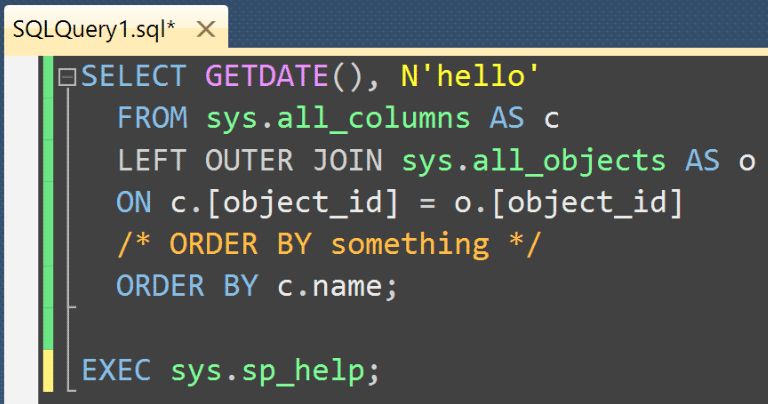 SQLQuery1.sql*
SELECT GETDATE(), N'hello'
FROM sys.all_columns AS c
LEFT OUTER JOIN sys.all_objects AS o
ON c.[object_id] = o.[object_id]
/* ORDER BY something */
ORDER BY c.name;
EXEC sys.sp_help;